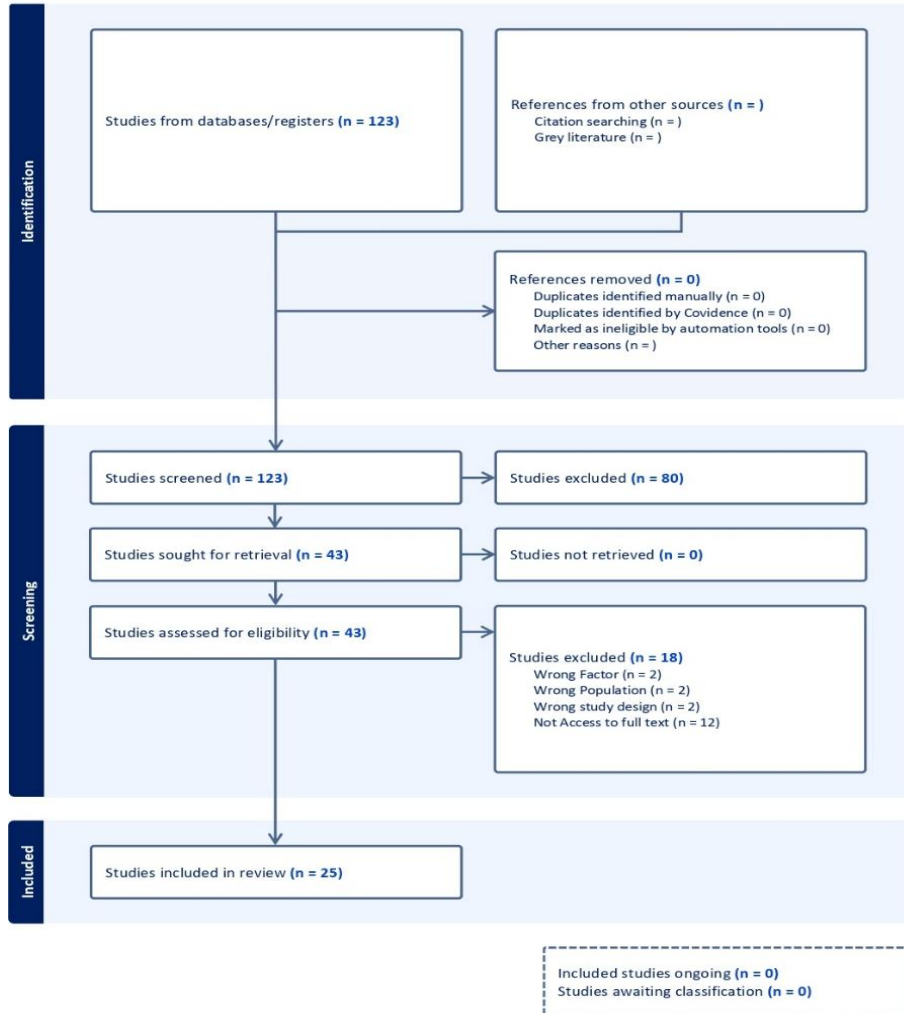 Identification
Studies from databases/registers (n = 123)
References from other sources (n = )
Citation searching (n = )
Grey literature (n = )
References removed (n = 0)
Duplicates identified manually (n = 0)
Duplicates identified by Covidence (n = 0)
Marked as ineligible by automation tools (n = 0)
Other reasons (n = )
Screening
Studies screened (n = 123)
Studies excluded (n = 80)
Studies sought for retrieval (n = 43)
Studies not retrieved (n = 0)
Studies assessed for eligibility (n = 43)
Studies excluded (n = 18)
Wrong Factor (n = 2)
Wrong Population (n = 2)
Wrong study design (n = 2)
Not Access to full text (n = 12)
Included
Studies included in review (n = 25)
Included studies ongoing (n = 0)
Studies awaiting classification (n = 0)